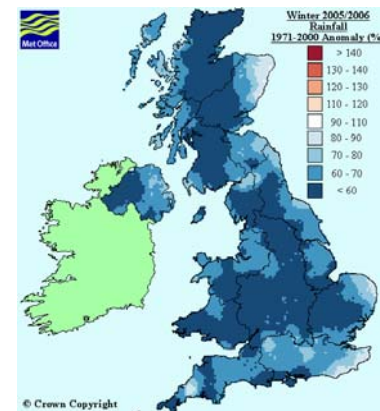 Met Office
Winter 2005/2006
Rainfall
1971-2000 Anomaly (%
> 140
130 - 140
120 - 130
110 - 120
90 - 110
80 - 90
70 - 80
60 - 70
< 60
© Crown Copyright